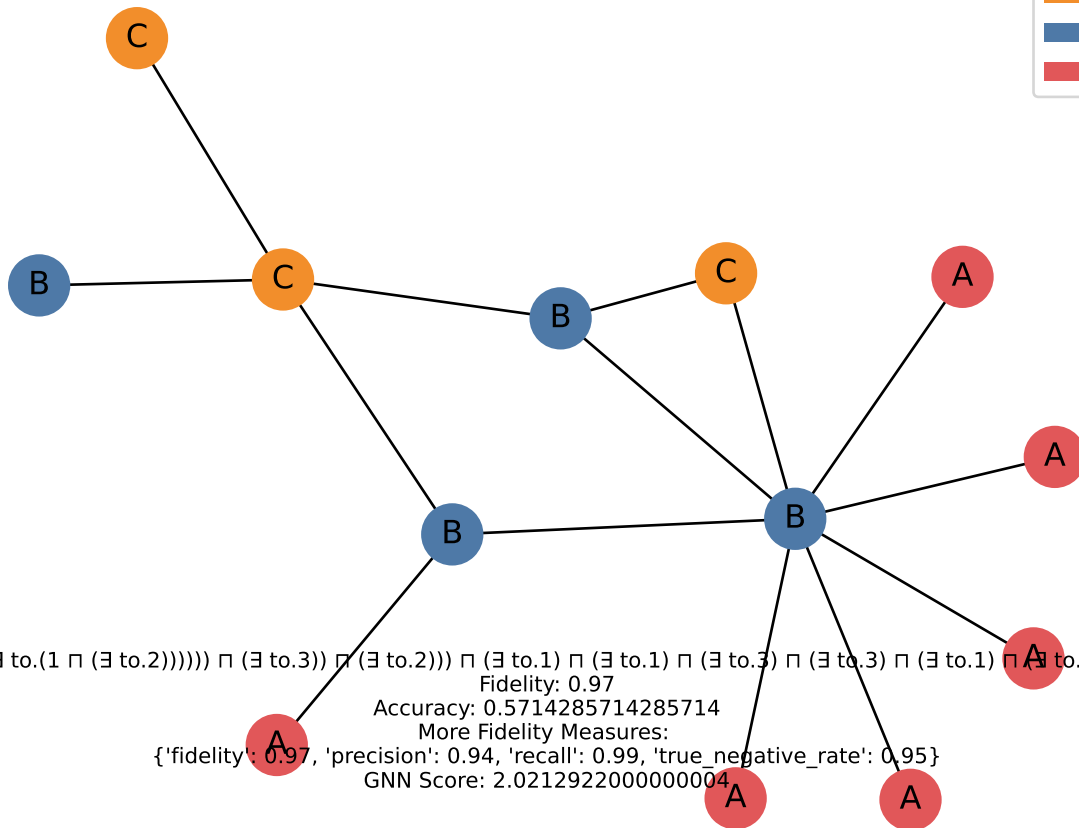 C
B
C
B
C
A
A
B
B
∃ to.(1 ⊓ (∃ to.2)))))) ⊓ (∃ to.3)) ⊓ (∃ to.2))) ⊓ (∃ to.1) ⊓ (∃ to.1) ⊓ (∃ to.3) ⊓ (∃ to.3) ⊓ (∃ to.1) ⊓ (∃ to.
A
Fidelity: 0.97
Accuracy: 0.5714285714285714
More Fidelity Measures:
A
{'fidelity': 0.97, 'precision': 0.94, 'recall': 0.99, 'true_negative_rate': 0.95}
GNN Score: 2.0212922000000004
A
A